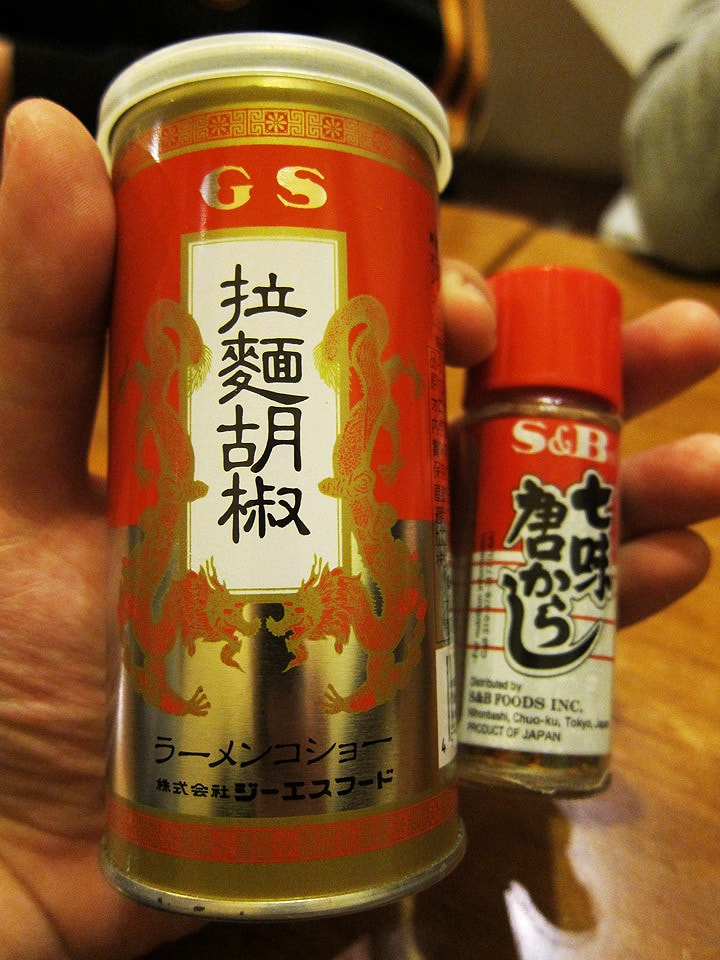 GS
拉麵胡椒
ラーメンコショー
株式会社ジーエスフード
S&B
七味
唐からし
Distributed by
S&B FOODS INC.
Nihonbashi, Chuo-ku, Tokyo, Japan
PRODUCT OF JAPAN